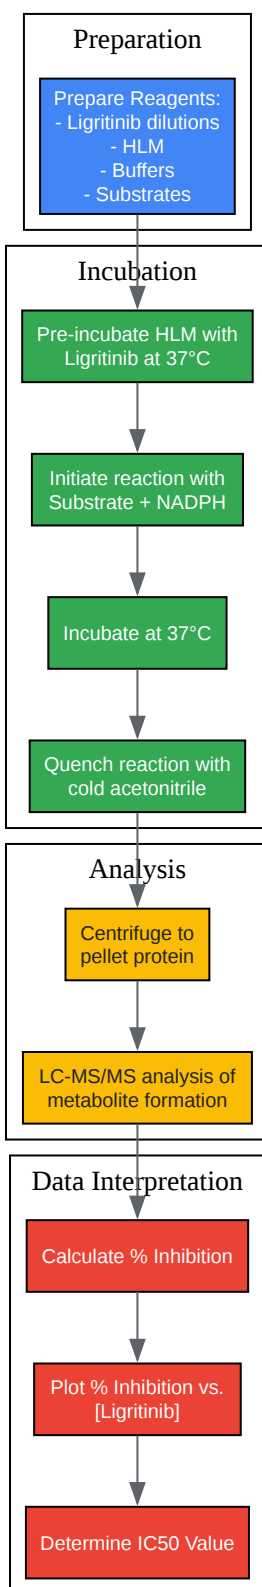 Preparation
Prepare Reagents:
- Ligritinib dilutions
- HLM
- Buffers
- Substrates
Incubation
Pre-incubate HLM with
Ligritinib at 37°C
Initiate reaction with
Substrate + NADPH
Incubate at 37°C
Quench reaction with
cold acetonitrile
Analysis
Centrifuge to
pellet protein
LC-MS/MS analysis of
metabolite formation
Data Interpretation
Calculate % Inhibition
Plot % Inhibition vs.
[Ligritinib]
Determine IC50 Value